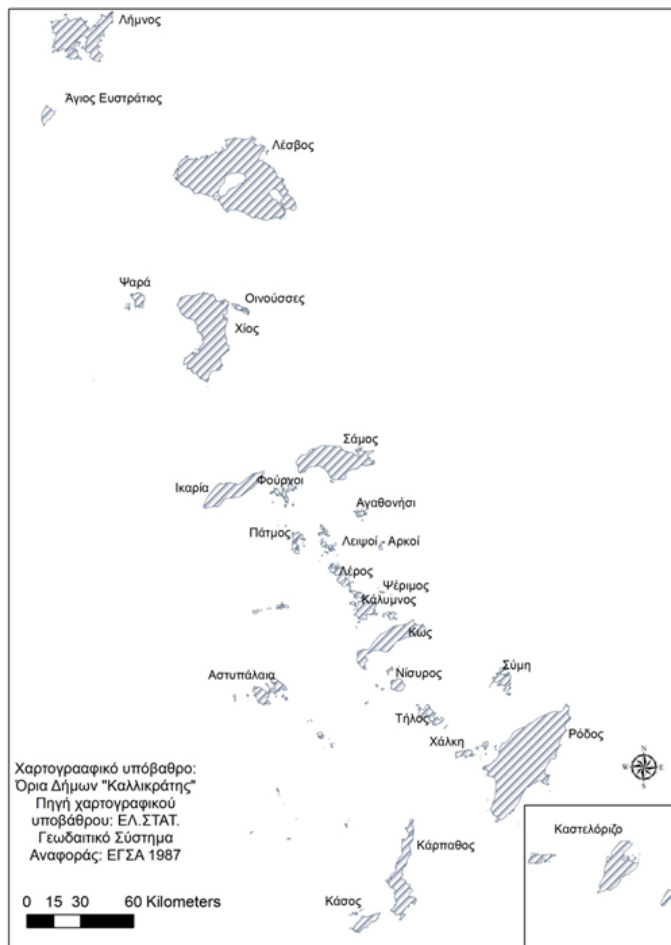 Λήμνος
Άγιος Ευστράτιος
Λέσβος
Ψαρά
Οινούσσες
Χίος
Σάμος
Ικαρία
Φούρνοι
Αγαθονήσι
Πάτμος
Λειψοί - Αρκοί
Λέρος
Ψέριμος
Κάλυμνος
Κως
Αστυπάλαια
Νίσυρος
Σύμη
Τήλος
Χάλκη
Ρόδος
N
W E
S
Χαρτογρααφικό υπόβαθρο:
Όρια Δήμων "Καλλικράτης"
Πηγή χαρτογραφικού
υποβάθρου: ΕΛ.ΣΤΑΤ.
Γεωδαιτικό Σύστημα
Αναφοράς: ΕΓΣΑ 1987
Καστελόριζο
Κάρπαθος
Κάσος
0 15 30 60 Kilometers